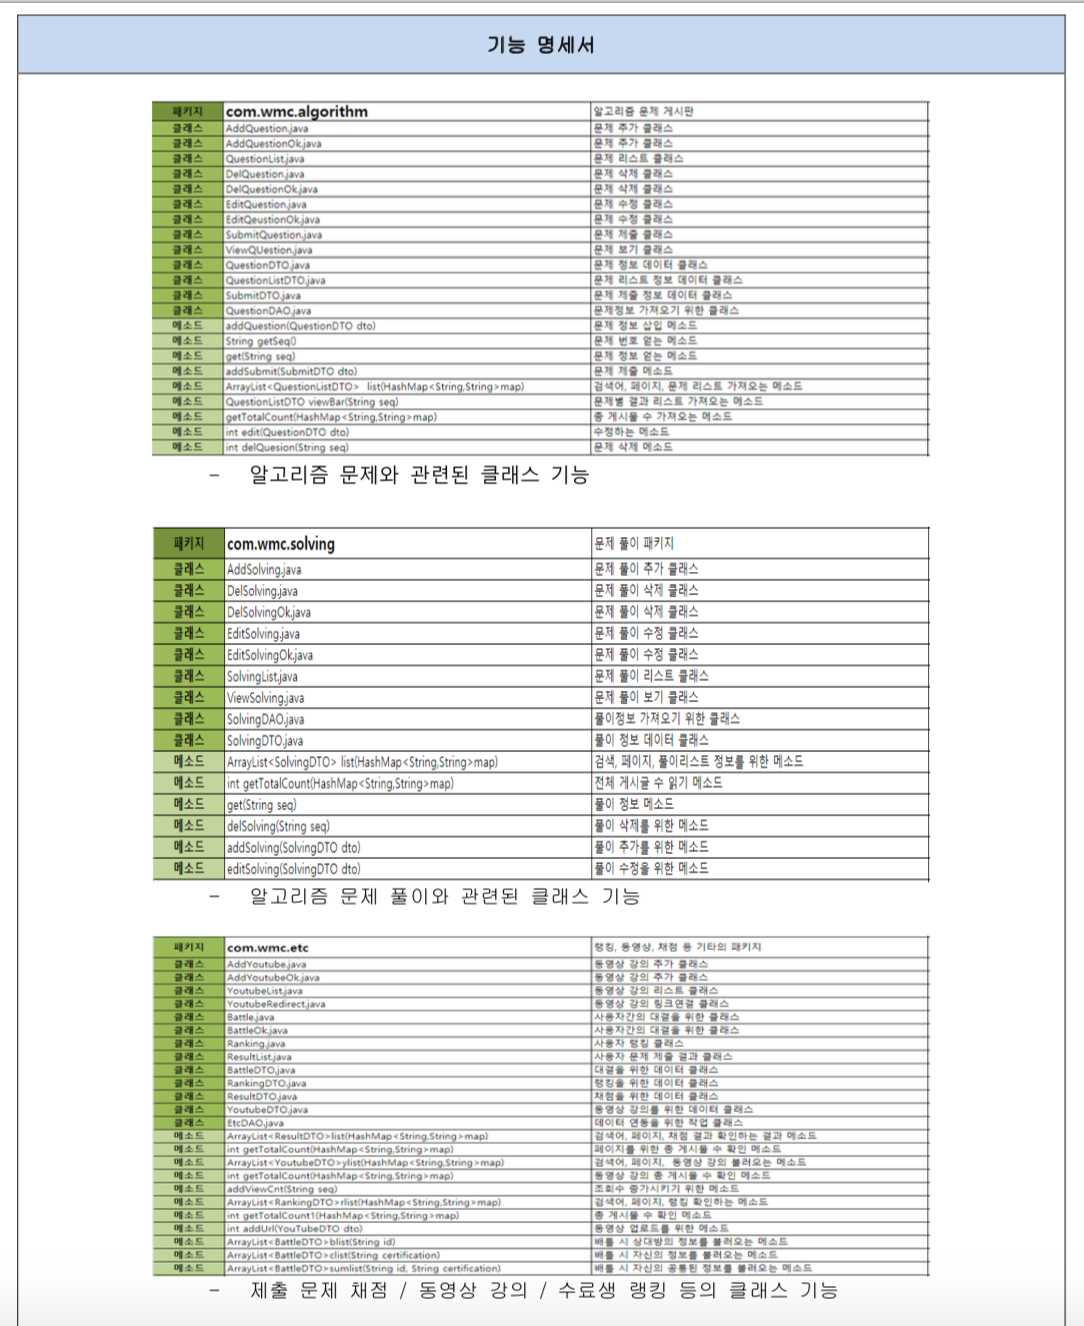 기능 명세서
패키지 com.wmc.algorithm 알고리즘 문제 게시판
클래스 AddQuestion.java 문제 추가 클래스
클래스 AddQuestionOk.java 문제 추가 클래스
클래스 QuestionList.java 문제 리스트 클래스
클래스 DelQuestion.java 문제 삭제 클래스
클래스 DelQuestionOk.java 문제 삭제 클래스
클래스 EditQuestion.java 문제 수정 클래스
클래스 EditQeustionOk.java 문제 수정 클래스
클래스 SubmitQuestion.java 문제 제출 클래스
클래스 ViewQUestion.java 문제 보기 클래스
클래스 QuestionDTO.java 문제 정보 데이터 클래스
클래스 QuestionListDTO.java 문제 리스트 정보 데이터 클래스
클래스 SubmitDTO.java 문제 제출 정보 데이터 클래스
클래스 QuestionDAO.java 문제정보 가져오기 위한 클래스
메소드 addQuestion(QuestionDTO dto) 문제 정보 삽입 메소드
메소드 String getSeq() 문제 번호 얻는 메소드
메소드 get(String seq) 문제 정보 얻는 메소드
메소드 addSubmit(SubmitDTO dto) 문제 제출 메소드
메소드 ArrayList<QuestionListDTO> list(HashMap<String,String>map) 검색어, 페이지, 문제 리스트 가져오는 메소드
메소드 QuestionListDTO viewBar(String seq) 문제별 결과 리스트 가져오는 메소드
메소드 getTotalCount(HashMap<String,String>map) 총 게시물 수 가져오는 메소드
메소드 int edit(QuestionDTO dto) 수정하는 메소드
메소드 int delQuesion(String seq) 문제 삭제 메소드
- 알고리즘 문제와 관련된 클래스 기능
패키지 com.wmc.solving 문제 풀이 패키지
클래스 AddSolving.java 문제 풀이 추가 클래스
클래스 DelSolving.java 문제 풀이 삭제 클래스
클래스 DelSolvingOk.java 문제 풀이 삭제 클래스
클래스 EditSolving.java 문제 풀이 수정 클래스
클래스 EditSolvingOk.java 문제 풀이 수정 클래스
클래스 SolvingList.java 문제 풀이 리스트 클래스
클래스 ViewSolving.java 문제 풀이 보기 클래스
클래스 SolvingDAO.java 풀이정보 가져오기 위한 클래스
클래스 SolvingDTO.java 풀이 정보 데이터 클래스
메소드 ArrayList<SolvingDTO> list(HashMap<String,String>map) 검색, 페이지, 풀이리스트 정보를 위한 메소드
메소드 int getTotalCount(HashMap<String,String>map) 전체 게시글 수 읽기 메소드
메소드 get(String seq) 풀이 정보 메소드
메소드 delSolving(String seq) 풀이 삭제를 위한 메소드
메소드 addSolving(SolvingDTO dto) 풀이 추가를 위한 메소드
메소드 editSolving(SolvingDTO dto) 풀이 수정을 위한 메소드
- 알고리즘 문제 풀이와 관련된 클래스 기능
패키지 com.wmc.etc 랭킹, 동영상, 채점 등 기타의 패키지
클래스 AddYoutube.java 동영상 강의 추가 클래스
클래스 AddYoutubeOk.java 동영상 강의 추가 클래스
클래스 YoutubeList.java 동영상 강의 리스트 클래스
클래스 YoutubeRedirect.java 동영상 강의 링크연결 클래스
클래스 Battle.java 사용자간의 대결을 위한 클래스
클래스 BattleOk.java 사용자간의 대결을 위한 클래스
클래스 Ranking.java 사용자 랭킹 클래스
클래스 ResultList.java 사용자 문제 제출 결과 클래스
클래스 BattleDTO.java 대결을 위한 데이터 클래스
클래스 RankingDTO.java 랭킹을 위한 데이터 클래스
클래스 ResultDTO.java 채점을 위한 데이터 클래스
클래스 YoutubeDTO.java 동영상 강의를 위한 데이터 클래스
클래스 EtcDAO.java 데이터 연동을 위한 작업 클래스
메소드 ArrayList<ResultDTO>list(HashMap<String,String>map) 검색어, 페이지, 채점 결과 확인하는 결과 메소드
메소드 int getTotalCount(HashMap<String,String>map) 페이지를 위한 총 게시물 수 확인 메소드
메소드 ArrayList<YoutubeDTO>ylist(HashMap<String,String>map) 검색어, 페이지, 동영상 강의 불러오는 메소드
메소드 int getTotalCount(HashMap<String,String>map) 동영상 강의 총 게시물 수 확인 메소드
메소드 addViewCnt(String seq) 조회수 증가시키기 위한 메소드
메소드 ArrayList<RankingDTO>rlist(HashMap<String,String>map) 검색어, 페이지, 랭킹 확인하는 메소드
메소드 int getTotalCount1(HashMap<String,String>map) 총 게시물 수 확인 메소드
메소드 int addUrl(YouTubeDTO dto) 동영상 업로드를 위한 메소드
메소드 ArrayList<BattleDTO>blist(String id) 배틀 시 상대방의 정보를 불러오는 메소드
메소드 ArrayList<BattleDTO>clist(String certification) 배틀 시 자신의 정보를 불러오는 메소드
메소드 ArrayList<BattleDTO>sumlist(String id, String certification) 배틀 시 자신의 공통된 정보를 불러오는 메소드
- 제출 문제 채점 / 동영상 강의 / 수료생 랭킹 등의 클래스 기능